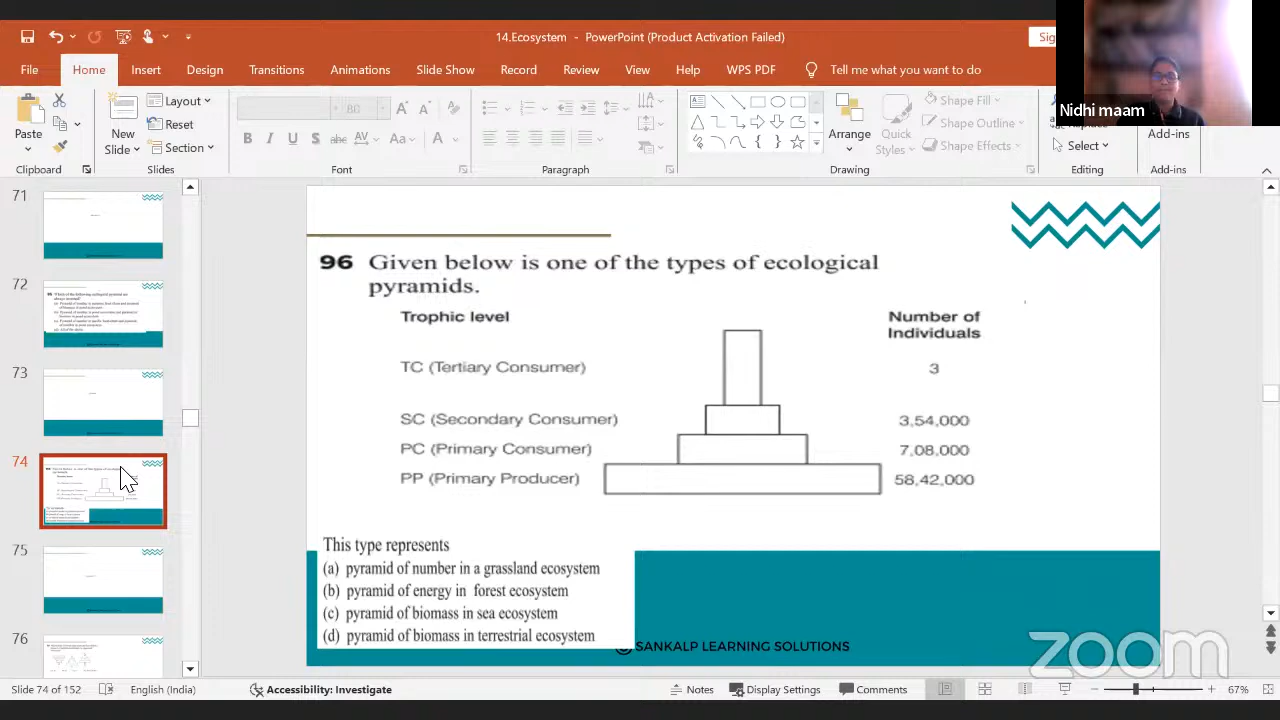 14.Ecosystem - PowerPoint (Product Activation Failed)
File Home Insert Design Transitions Animations Slide Show Record Review View Help WPS PDF Tell me what you want to do
Nidhi maam
Paste
Clipboard
New
Slide
Layout
Reset
Section
Slides
80
B I U S abc AV Aa A
Font
Paragraph
Arrange
Quick
Styles
Shape Fill
Shape Outline
Shape Effects
Drawing
Select
Editing
Add-ins
Add-ins
71
72
73
74
75
76
96 Given below is one of the types of ecological
pyramids.
Trophic level
Number of
Individuals
TC (Tertiary Consumer) 3
SC (Secondary Consumer) 3,54,000
PC (Primary Consumer) 7,08,000
PP (Primary Producer) 58,42,000
This type represents
(a) pyramid of number in a grassland ecosystem
(b) pyramid of energy in forest ecosystem
(c) pyramid of biomass in sea ecosystem
(d) pyramid of biomass in terrestrial ecosystem
SANKALP LEARNING SOLUTIONS
zoom
Slide 74 of 152 English (India) Accessibility: Investigate Notes Display Settings Comments 67%